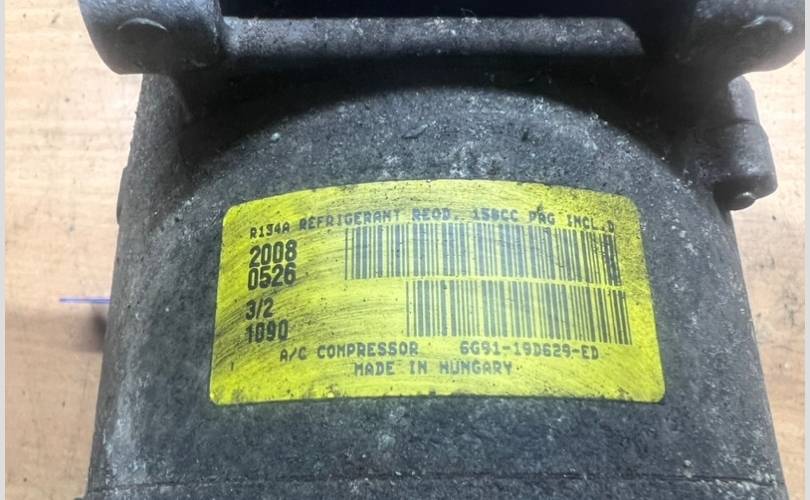 R134A REFRIGERANT REQD. 150CC PAG INCL.D
2008
0526
3/2
1090
A/C COMPRESSOR 6G91-19D629-ED
MADE IN HUNGARY